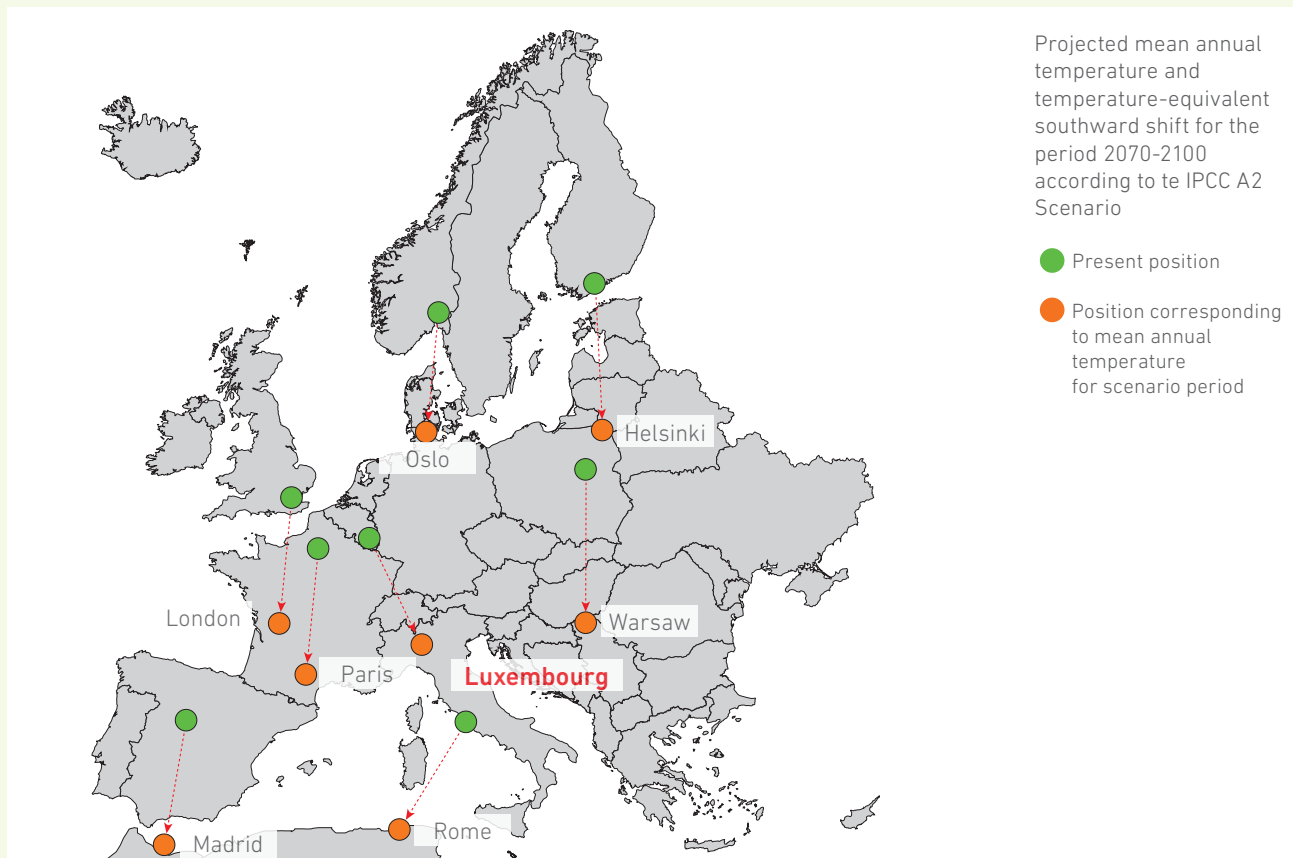 Projected mean annual
temperature and
temperature-equivalent
southward shift for the
period 2070-2100
according to te IPCC A2
Scenario
Present position
Position corresponding
to mean annual
temperature
for scenario period
Helsinki
Oslo
London
Warsaw
Paris
Luxembourg
Madrid
Rome